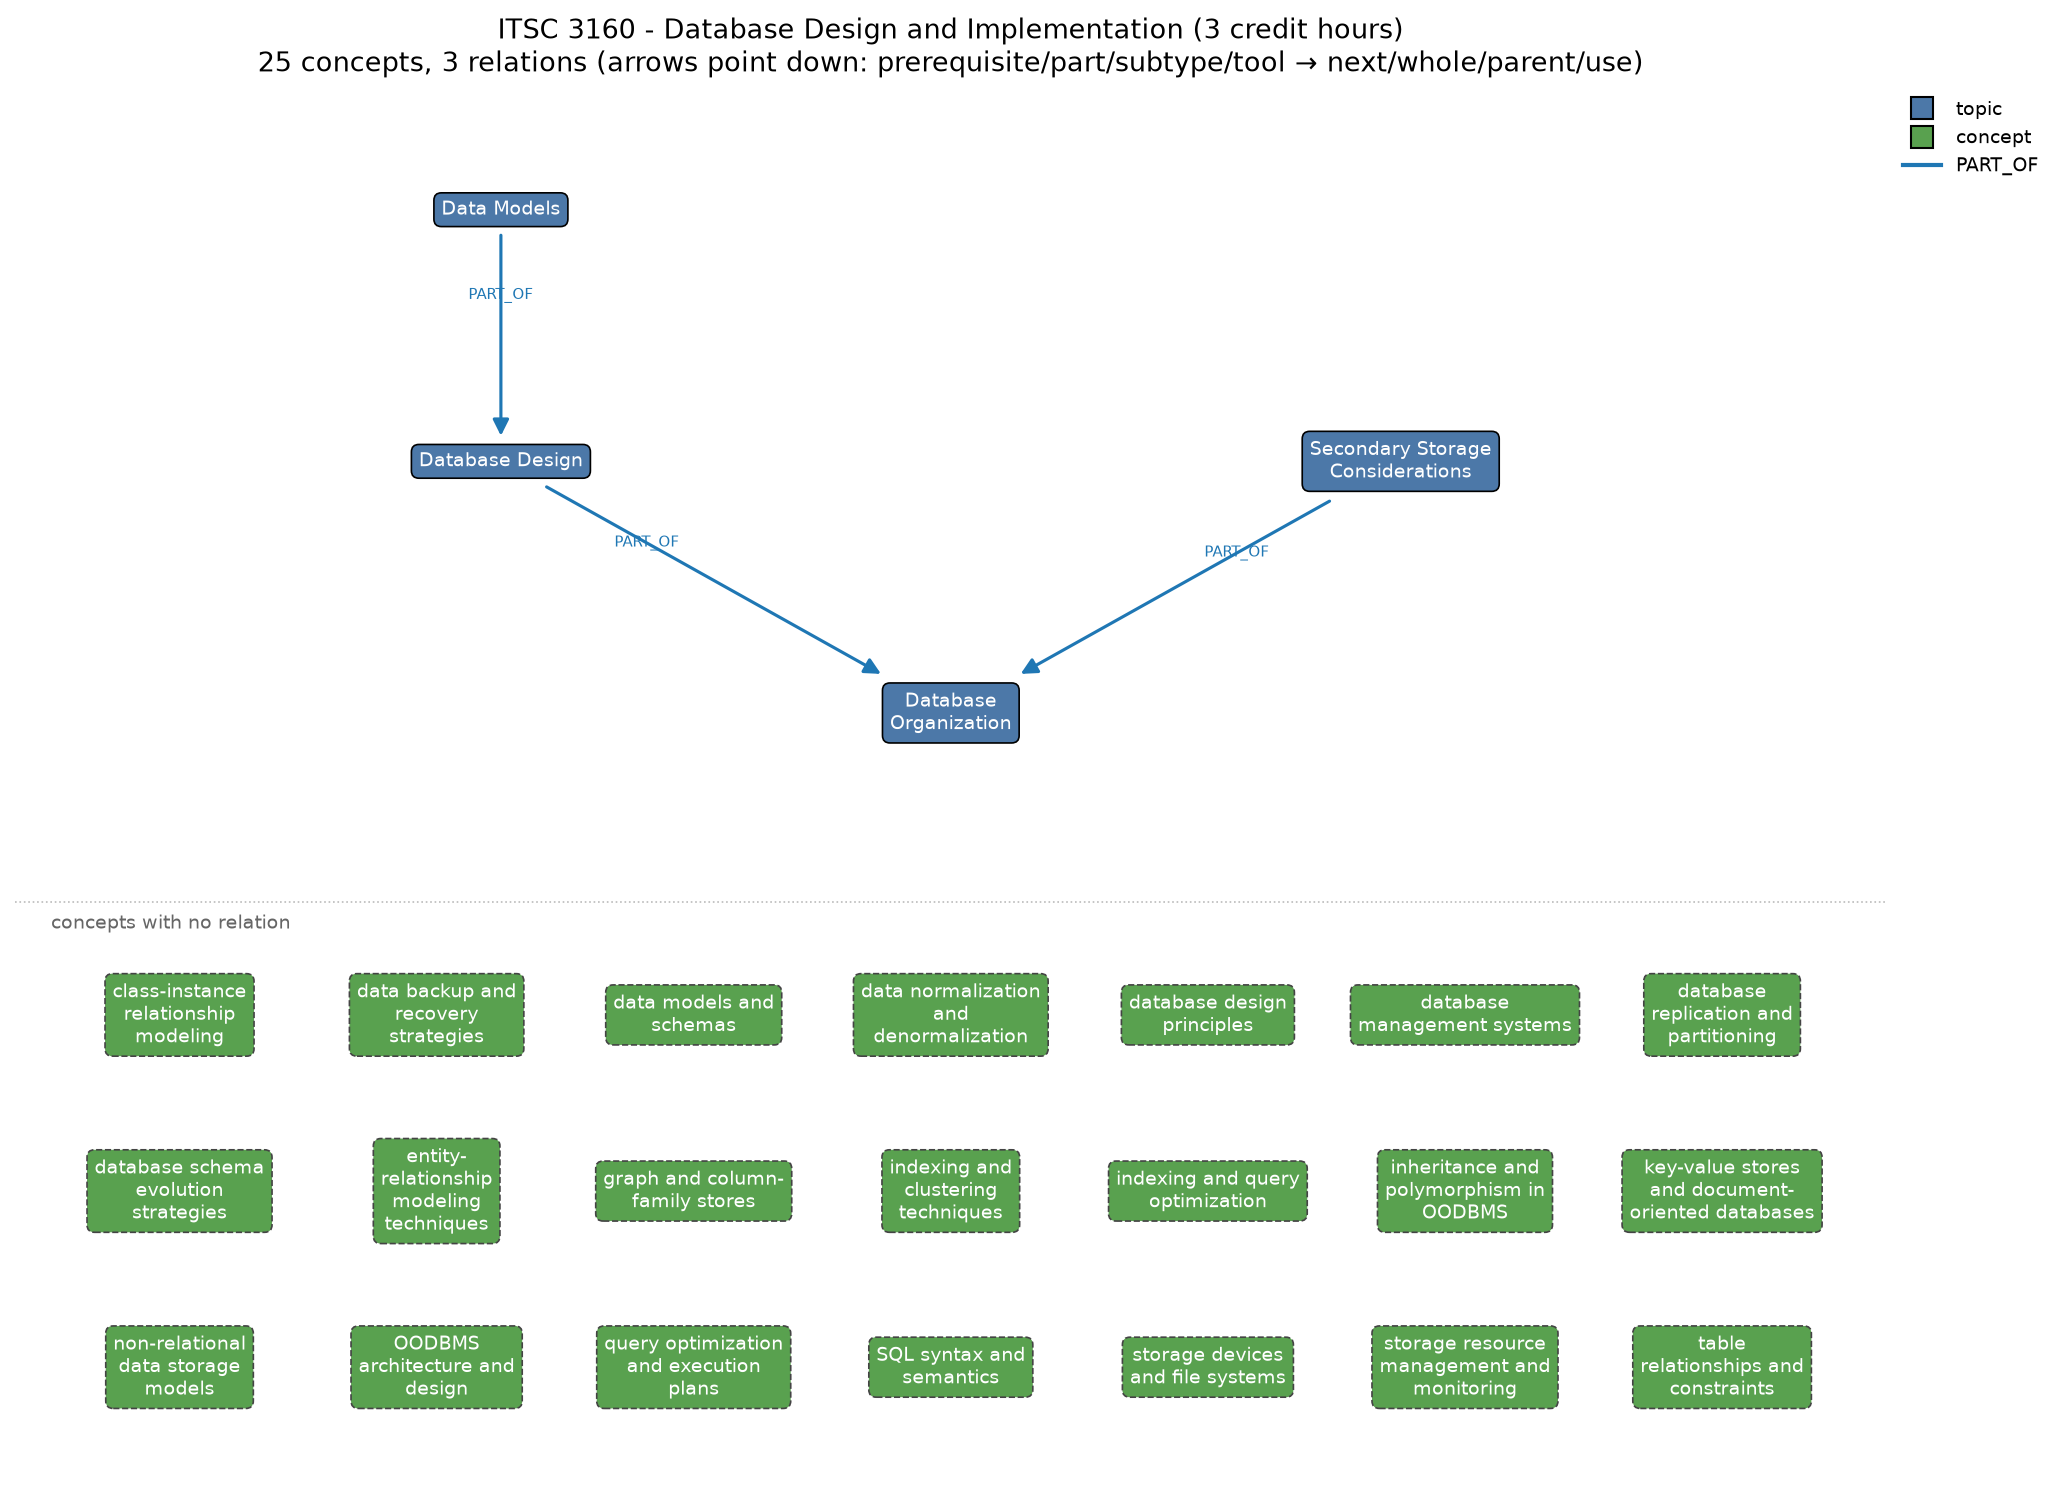 ITSC 3160 - Database Design and Implementation (3 credit hours)
25 concepts, 3 relations (arrows point down: prerequisite/part/subtype/tool → next/whole/parent/use)
topic
concept
PART_OF
Data Models
PART_OF
Database Design
Secondary Storage
Considerations
PART_OF
PART_OF
Database
Organization
concepts with no relation
class-instance
relationship
modeling
data backup and
recovery
strategies
data models and
schemas
data normalization
and
denormalization
database design
principles
database
management systems
database
replication and
partitioning
database schema
evolution
strategies
entity-
relationship
modeling
techniques
graph and column-
family stores
indexing and
clustering
techniques
indexing and query
optimization
inheritance and
polymorphism in
OODBMS
key-value stores
and document-
oriented databases
non-relational
data storage
models
OODBMS
architecture and
design
query optimization
and execution
plans
SQL syntax and
semantics
storage devices
and file systems
storage resource
management and
monitoring
table
relationships and
constraints